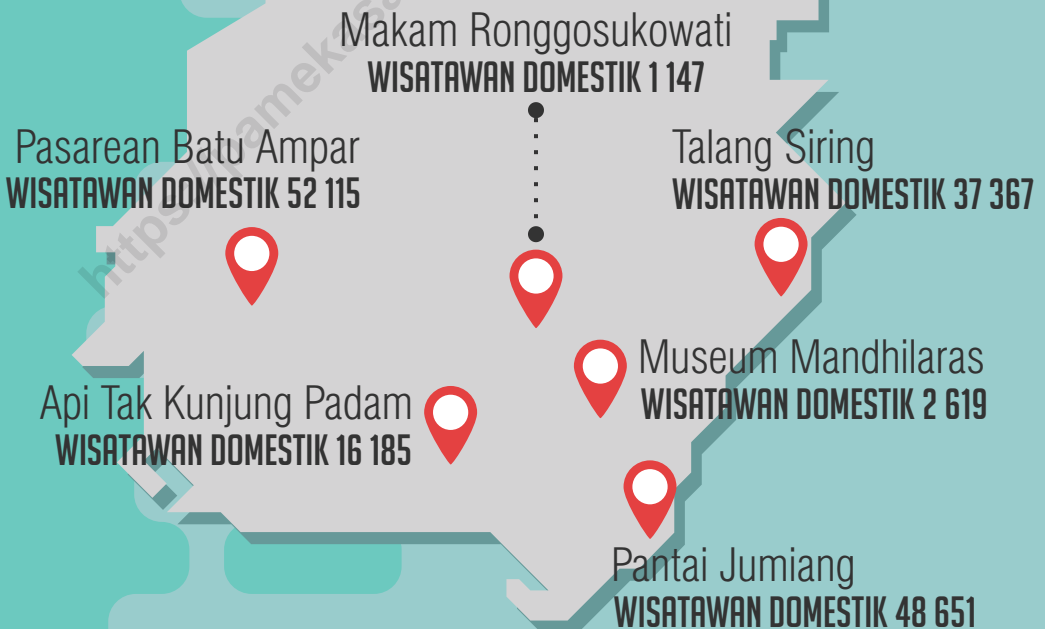 Makam Ronggosukowati
WISATAWAN DOMESTIK 1 147
Pasarean Batu Ampar
WISATAWAN DOMESTIK 52 115
Talang Siring
WISATAWAN DOMESTIK 37 367
Museum Mandhilaras
WISATAWAN DOMESTIK 2 619
Api Tak Kunjung Padam
WISATAWAN DOMESTIK 16 185
Pantai Jumiang
WISATAWAN DOMESTIK 48 651